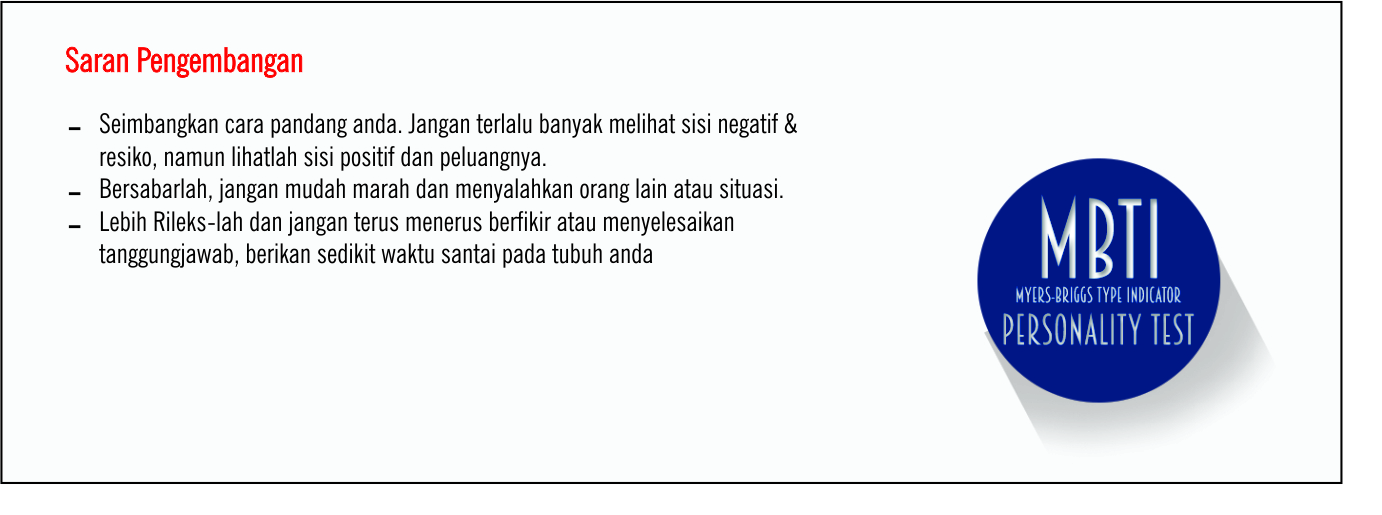 Saran Pengembangan
- Seimbangkan cara pandang anda. Jangan terlalu banyak melihat sisi negatif &
resiko, namun lihatlah sisi positif dan peluangnya.
- Bersabarlah, jangan mudah marah dan menyalahkan orang lain atau situasi.
- Lebih Rileks-lah dan jangan terus menerus berfikir atau menyelesaikan
tanggungjawab, berikan sedikit waktu santai pada tubuh anda
MBTI
MYERS-BRIGGS TYPE INDICATOR
PERSONALITY TEST